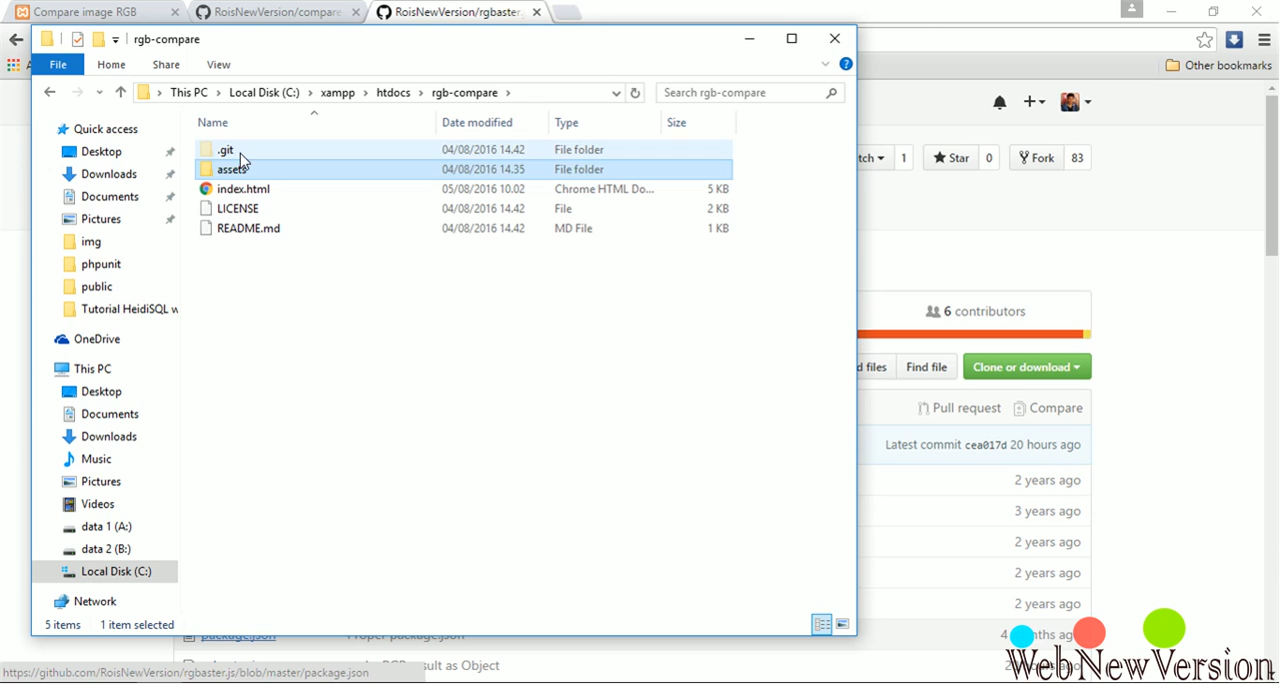 Compare image RGB
RoisNewVersion/compare
RoisNewVersion/rgbaster.
rgb-compare
File Home Share View
This PC > Local Disk (C:) > xampp > htdocs > rgb-compare >
Search rgb-compare
Other bookmarks
Name Date modified Type Size
.git 04/08/2016 14.42 File folder
assets 04/08/2016 14.35 File folder
index.html 05/08/2016 10.02 Chrome HTML Do... 5 KB
LICENSE 04/08/2016 14.42 File 2 KB
README.md 04/08/2016 14.42 MD File 1 KB
Quick access
Desktop
Downloads
Documents
Pictures
img
phpunit
public
Tutorial HeidiSQL w
OneDrive
This PC
Desktop
Documents
Downloads
Music
Pictures
Videos
data 1 (A:)
data 2 (B:)
Local Disk (C:)
Network
5 items 1 item selected
tch 1 Star 0 Fork 83
6 contributors
d files Find file Clone or download
Pull request Compare
Latest commit cea017d 20 hours ago
2 years ago
3 years ago
2 years ago
2 years ago
2 years ago
package.json Proper package.json
sult as Object
https://github.com/RoisNewVersion/rgbaster.js/blob/master/package.json
WebNewVersion